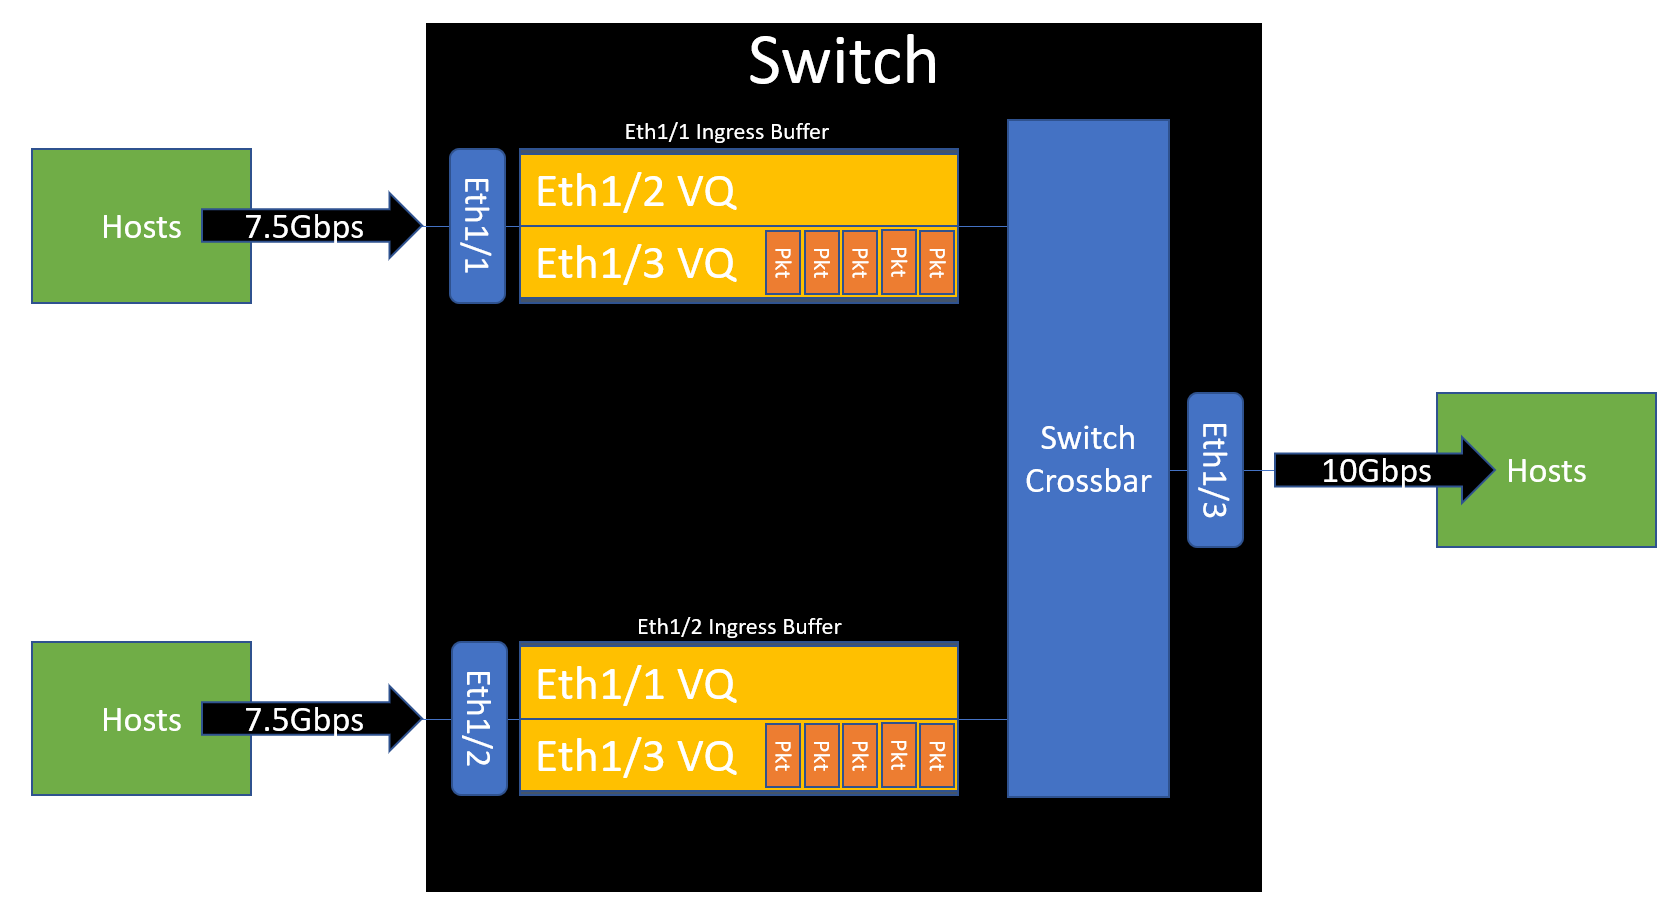 Switch
Eth1/1 Ingress Buffer
Hosts
7.5Gbps
Eth1/1
Eth1/2 VQ
Eth1/3 VQ
Pkt
Pkt
Pkt
Pkt
Pkt
Switch
Crossbar
Eth1/3
10Gbps
Hosts
Eth1/2 Ingress Buffer
Hosts
7.5Gbps
Eth1/2
Eth1/1 VQ
Eth1/3 VQ
Pkt
Pkt
Pkt
Pkt
Pkt